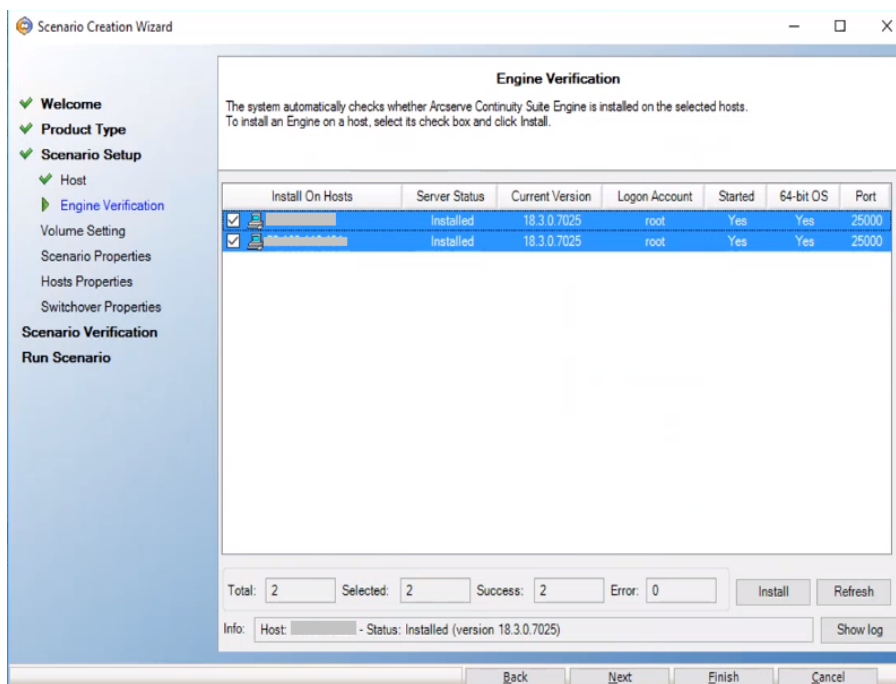 Scenario Creation Wizard
Engine Verification
The system automatically checks whether Arcserve Continuity Suite Engine is installed on the selected hosts.
To install an Engine on a host, select its check box and click Install.
Welcome
Product Type
Scenario Setup
Host
Engine Verification
Volume Setting
Scenario Properties
Hosts Properties
Switchover Properties
Scenario Verification
Run Scenario
Install On Hosts Server Status Current Version Logon Account Started 64-bit OS Port
Installed 18.3.0.7025 root Yes Yes 25000
Installed 18.3.0.7025 root Yes Yes 25000
Total: 2 Selected: 2 Success: 2 Error: 0 Install Refresh
Info: Host: - Status: Installed (version 18.3.0.7025) Show log
Back Next Finish Cancel